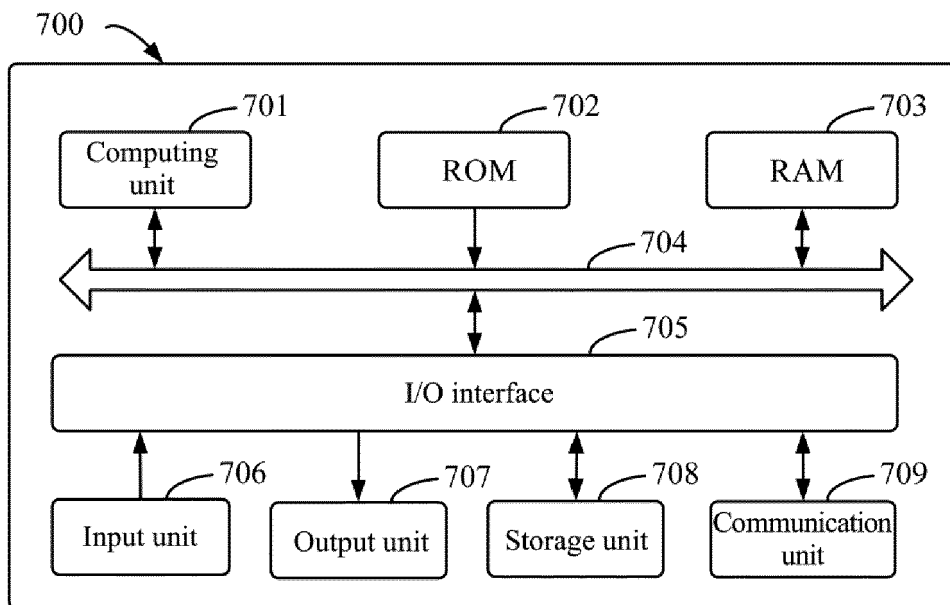 700
701
702
703
Computing
unit
ROM
RAM
704
705
I/O interface
706
707
708
709
Input unit
Output unit
Storage unit
Communication
unit